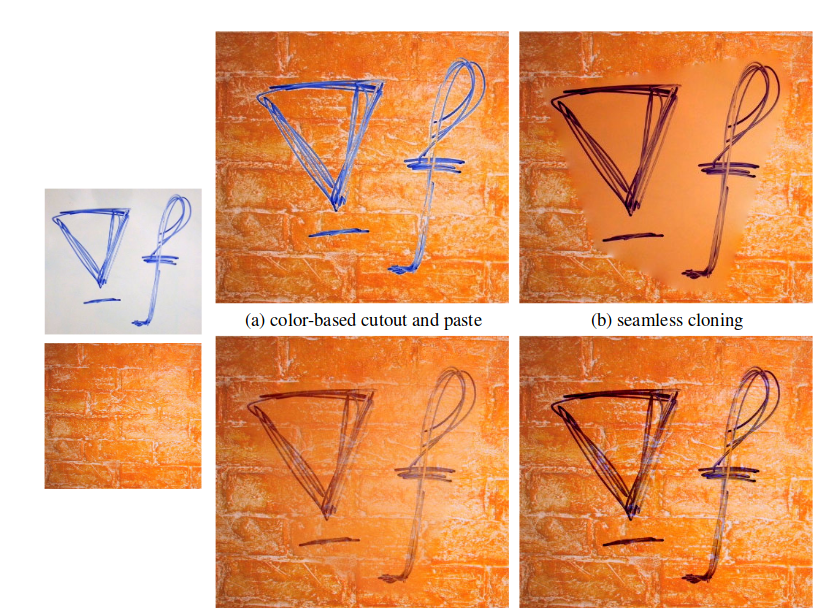 ∇f
∇f
∇f
(a) color-based cutout and paste
(b) seamless cloning
∇f
∇f